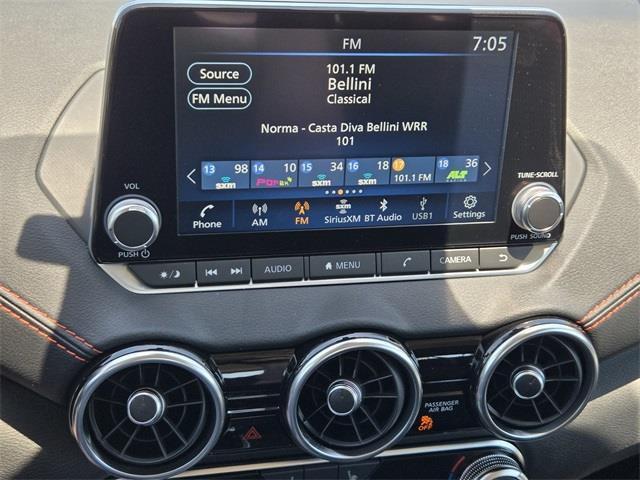 FM
7:05
Source
FM Menu
101.1 FM
Bellini
Classical
Norma - Casta Diva Bellini WRR
101
13 98 14 10 15 34 16 18 17 18 36
sxm sxm sxm 101.1 FM ALT
Phone AM FM SiriusXM BT Audio USB1 Settings
VOL
PUSH
TUNE·SCROLL
PUSH SOUND
AUDIO MENU CAMERA
PASSENGER
AIR BAG
OFF